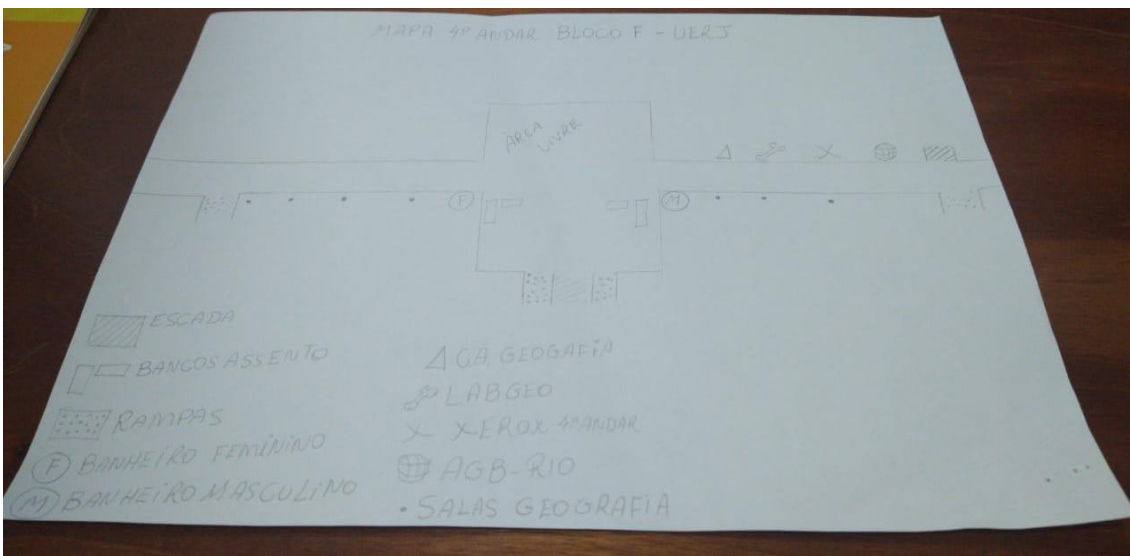 MAPA 4º ANDAR BLOCO F - UERJ
ÁREA
LIVRE
F
M
ESCADA
BANCOS ASSENTO
RAMPAS
F BANHEIRO FEMININO
M BANHEIRO MASCULINO
CA GEOGAFIA
LABGEO
XEROX 4º ANDAR
AGB-RIO
SALAS GEOGRAFIA